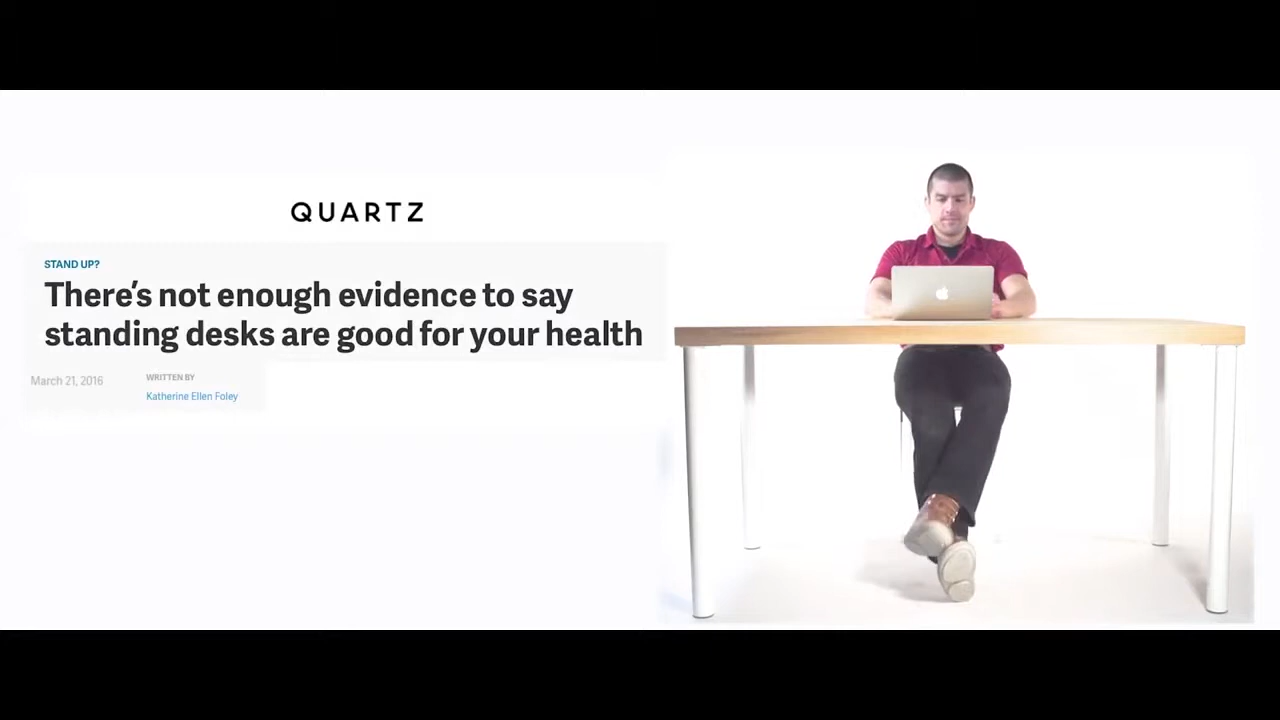 QUARTZ
STAND UP?
There's not enough evidence to say
standing desks are good for your health
March 21, 2016
WRITTEN BY
Katherine Ellen Foley